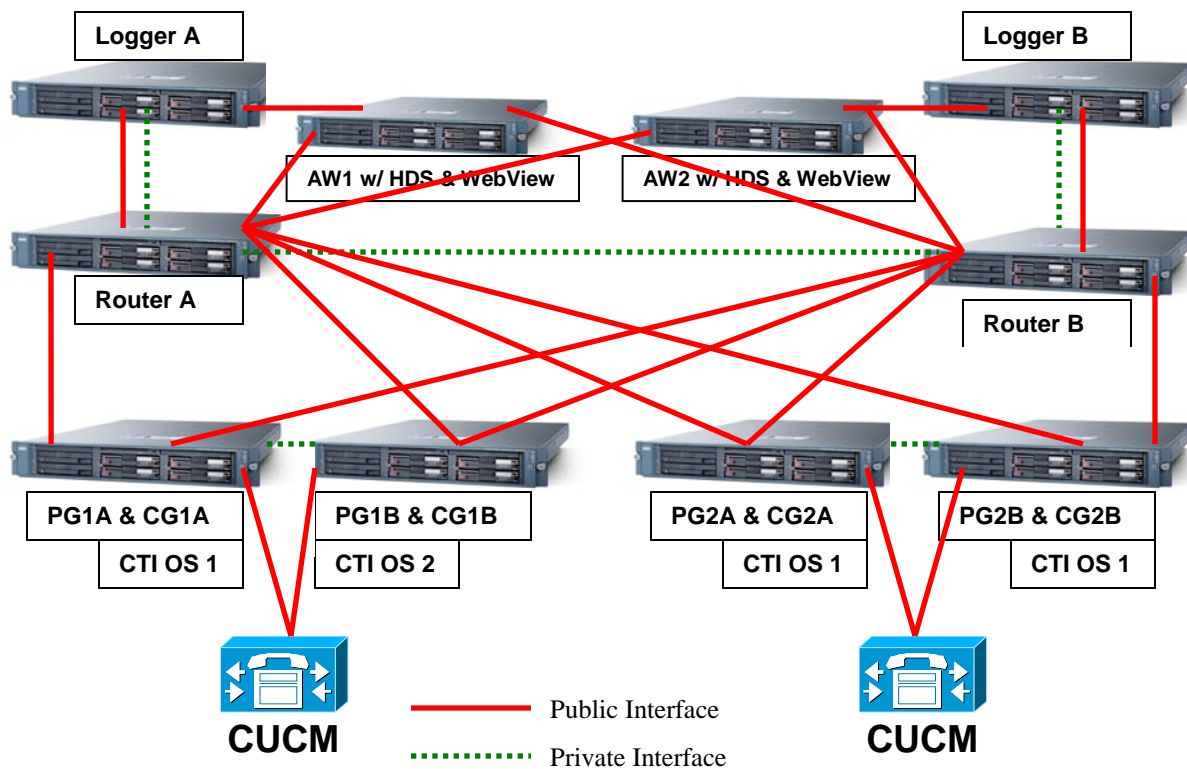 Logger A
Logger B
AW1 w/ HDS & WebView
AW2 w/ HDS & WebView
Router A
Router B
PG1A & CG1A
PG1B & CG1B
PG2A & CG2A
PG2B & CG2B
CTI OS 1
CTI OS 2
CTI OS 1
CTI OS 1
CUCM
CUCM
Public Interface
Private Interface